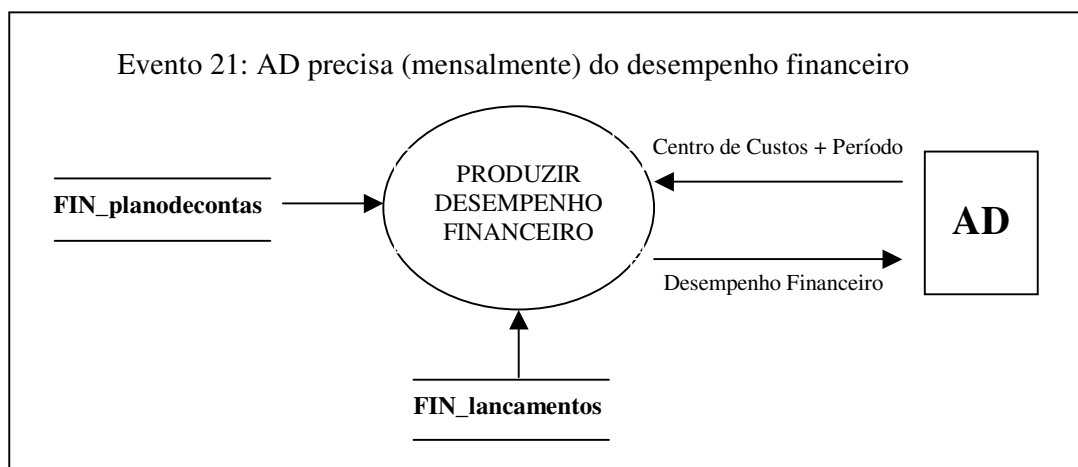 Evento 21: AD precisa (mensalmente) do desempenho financeiro
Centro de Custos + Período
PRODUZIR
DESEMPENHO
FINANCEIRO
FIN_planodecontas
AD
Desempenho Financeiro
FIN_lancamentos